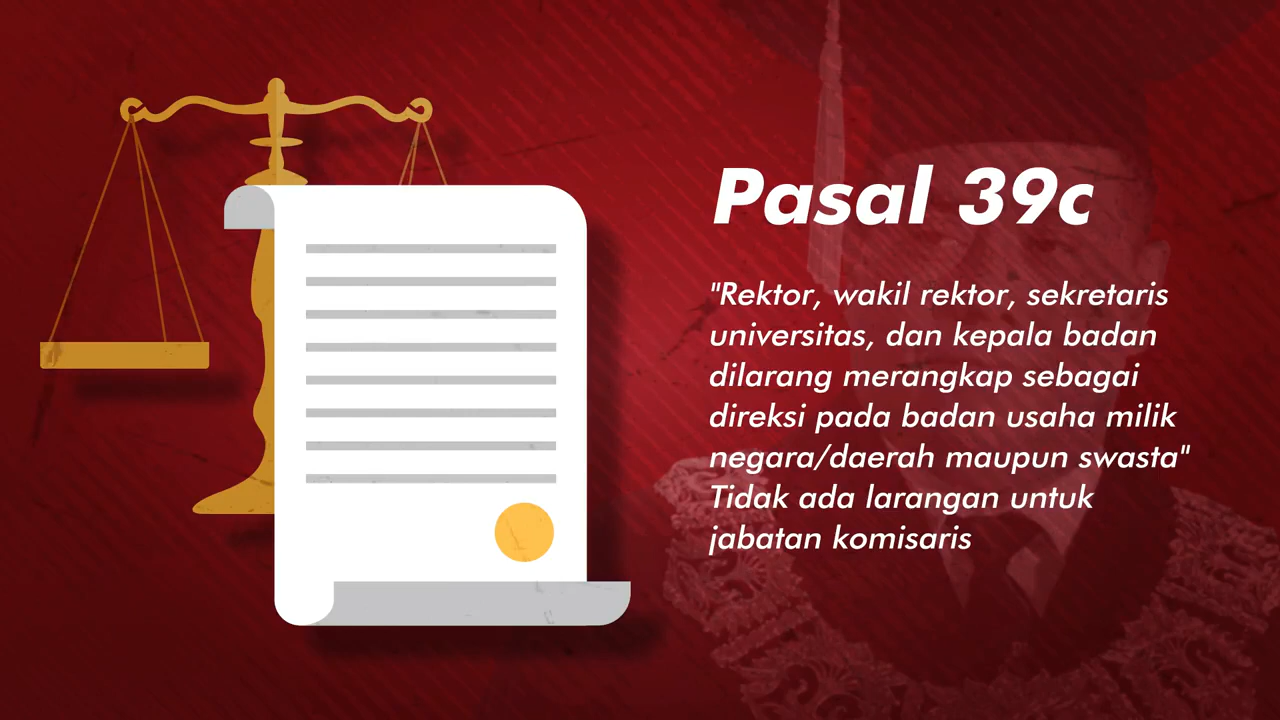 Pasal 39c
"Rektor, wakil rektor, sekretaris
universitas, dan kepala badan
dilarang merangkap sebagai
direksi pada badan usaha milik
negara/daerah maupun swasta"
Tidak ada larangan untuk
jabatan komisaris